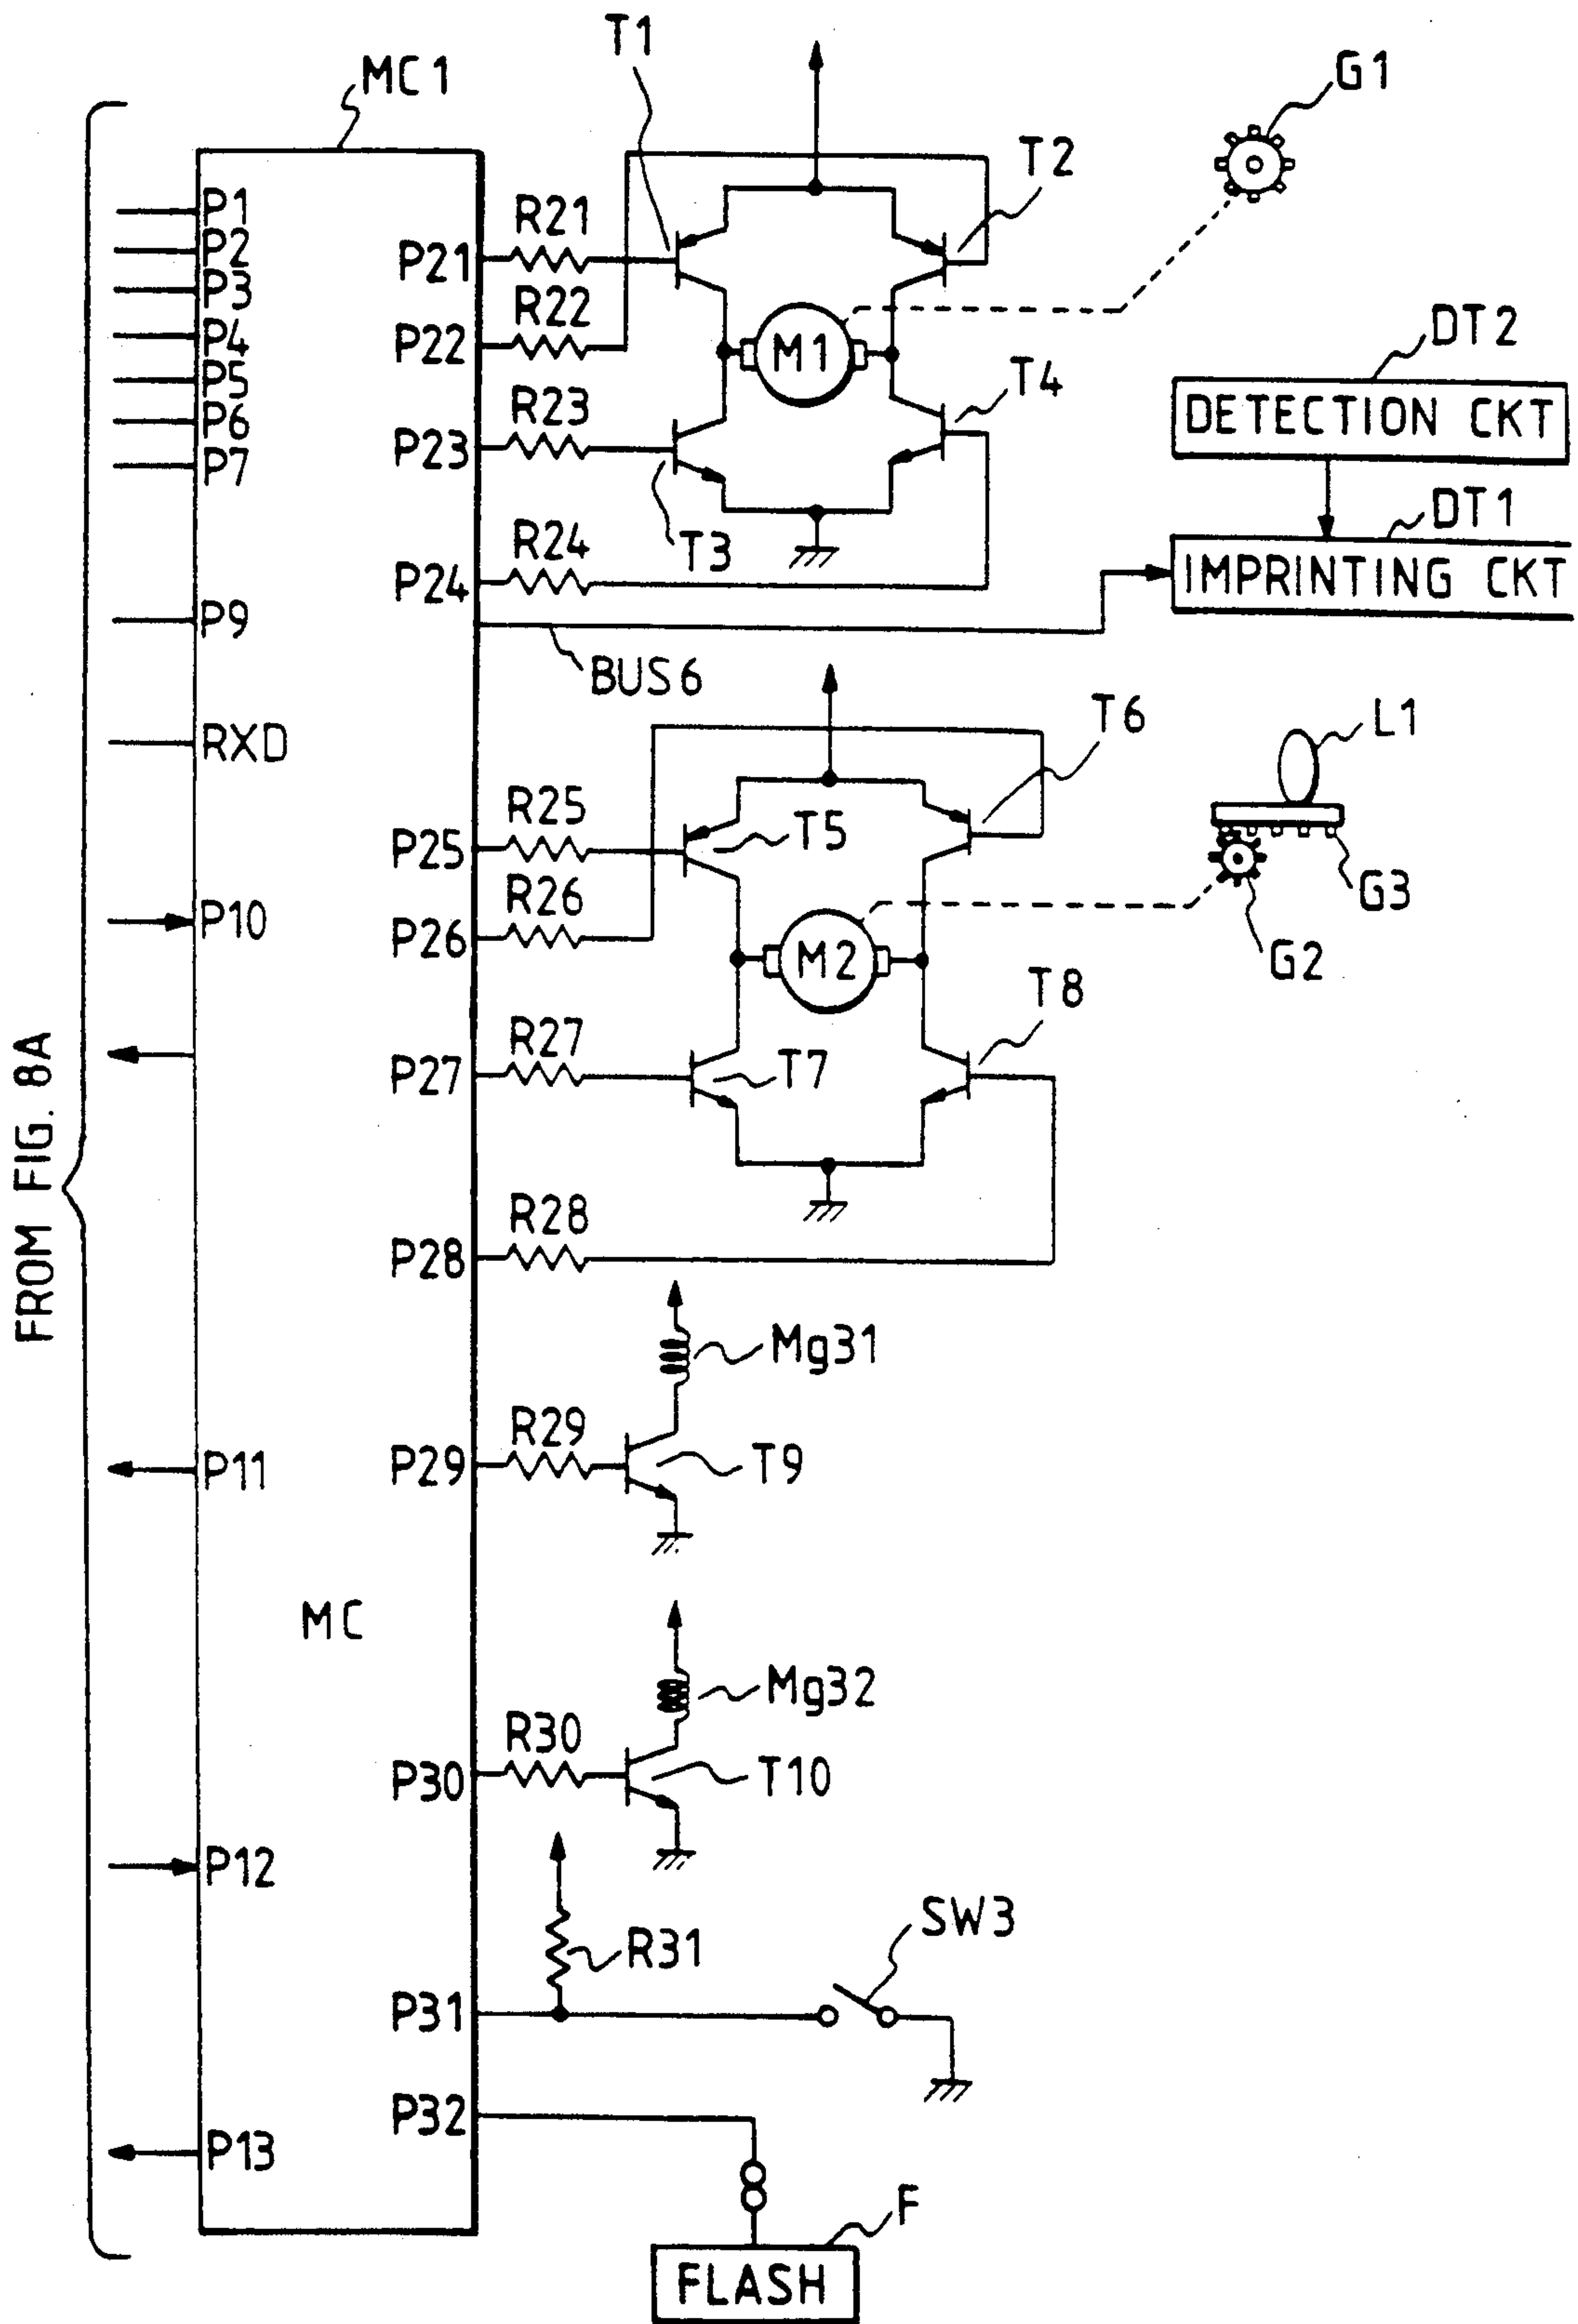 T1
MC1
G1
T2
P1
P2
P3
P4
P5
P6
P7
P9
RXD
P10
P11
P12
P13
FROM FIG. 8A
MC
P21
R21
P22
R22
M1
P23
R23
T3
T4
P24
R24
DT2
DETECTION CKT
DT1
IMPRINTING CKT
BUS6
T6
L1
P25
R25
T5
P26
R26
M2
G3
G2
P27
R27
T7
T8
P28
R28
Mg31
P29
R29
T9
Mg32
P30
R30
T10
R31
SW3
P31
P32
F
FLASH